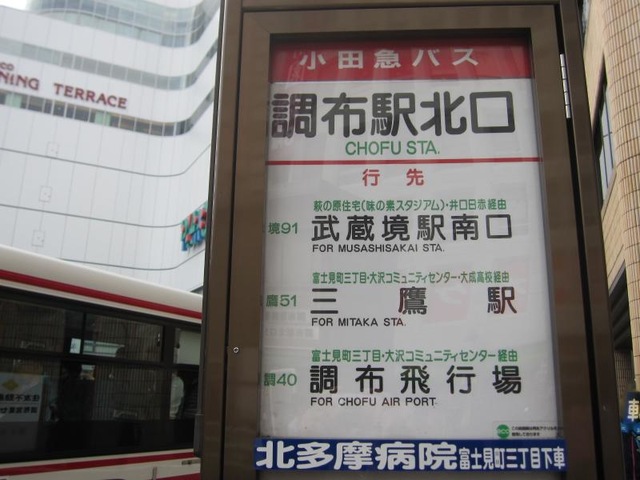 NING TERRACE
小田急バス
調布駅北口
CHOFU STA.
行先
萩の原住宅(味の素スタジアム)・井口日赤経由
境91 武蔵境駅南口
FOR MUSASHISAKAI STA.
富士見町三丁目・大沢コミュニティセンター・大成高校経由
鷹51 三鷹駅
FOR MITAKA STA.
富士見町三丁目・大沢コミュニティセンター経由
調40 調布飛行場
FOR CHOFU AIR PORT
北多摩病院 富士見町三丁目下車
車